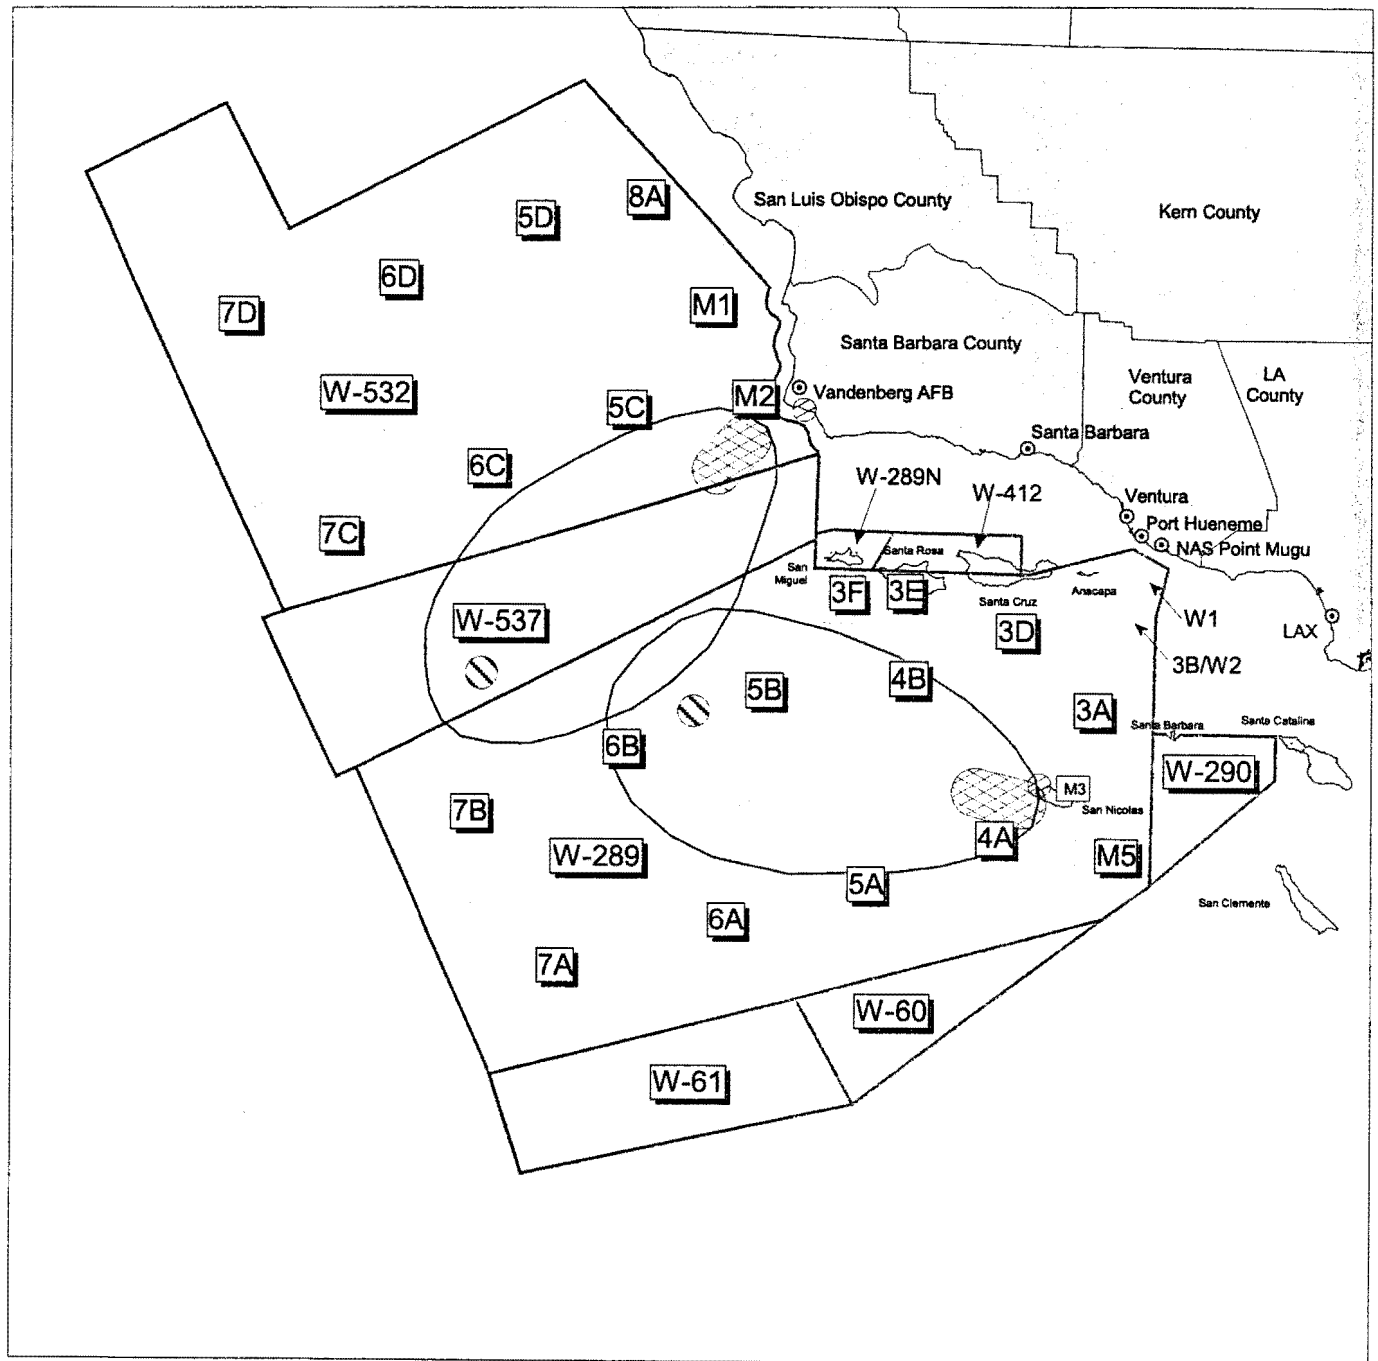 8A
San Luis Obispo County
Kern County
5D
6D
7D
M1
Santa Barbara County
Ventura
County
LA
County
W-532
5C
M2
Vandenberg AFB
Santa Barbara
6C
W-289N
W-412
Ventura
7C
Port Hueneme
NAS Point Mugu
Santa Rosa
San
Miguel
3F
3E
Santa Cruz
Anacapa
W-537
3D
W1
LAX
3B/W2
5B
4B
3A
Santa Barbara
Santa Catalina
6B
W-290
M3
San Nicolas
7B
W-289
4A
M5
5A
San Clemente
6A
7A
W-60
W-61